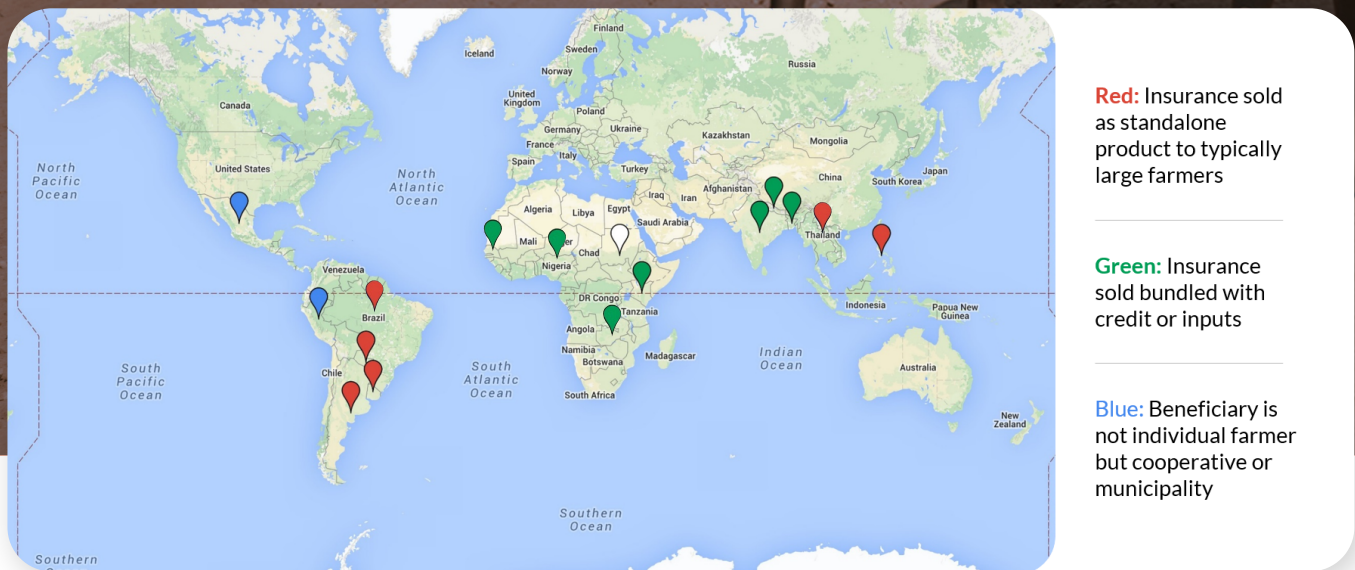 Finland
Sweden
Iceland
Russia
Norway
United
Kingdom
Canada
Poland
Germany
Ukraine
Kazakhstan
Mongolia
France
Italy
Spain
United States
Turkey
Japan
South Korea
China
Afghanistan
Iraq
Iran
North
Pacific
Ocean
North
Atlantic
Ocean
Algeria
Libya
Egypt
Saudi Arabia
Mali
Chad
Thailand
Nigeria
Venezuela
DR Congo
Indonesia
Papua New
Guinea
Tanzania
Brazil
Angola
Namibia
Botswana
Madagascar
Indian
Ocean
South
Pacific
Ocean
Chile
South
Atlantic
Ocean
Australia
South Africa
New
Zealand
Southern
Ocean
Southern
Red: Insurance sold
as standalone
product to typically
large farmers
Green: Insurance
sold bundled with
credit or inputs
Blue: Beneficiary is
not individual farmer
but cooperative or
municipality